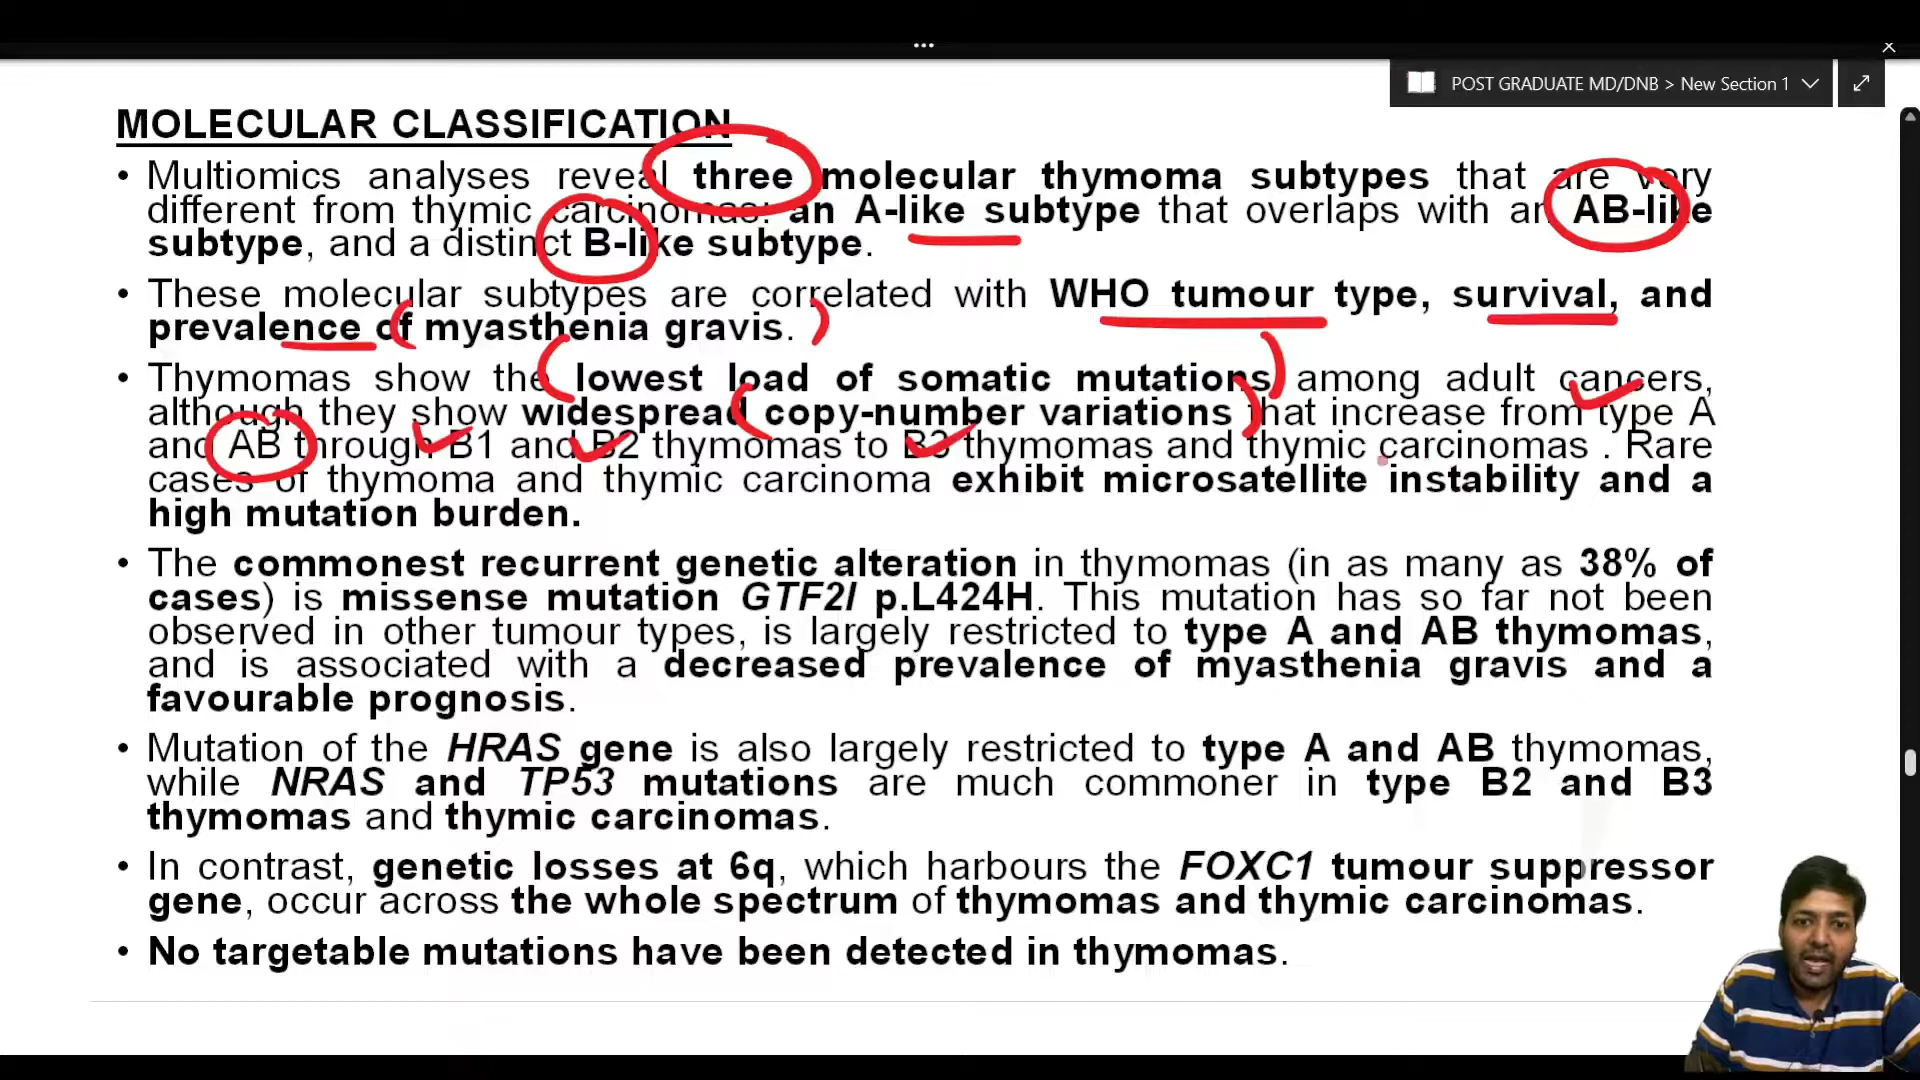 POST GRADUATE MD/DNB > New Section 1
MOLECULAR CLASSIFICATION
• Multiomics analyses reveal three molecular thymoma subtypes that are very
different from thymic carcinomas: an A-like subtype that overlaps with an AB-like
subtype, and a distinct B-like subtype.
• These molecular subtypes are correlated with WHO tumour type, survival, and
prevalence of myasthenia gravis.
• Thymomas show the lowest load of somatic mutations among adult cancers,
although they show widespread copy-number variations that increase from type A
and AB through B1 and B2 thymomas to B3 thymomas and thymic carcinomas . Rare
cases of thymoma and thymic carcinoma exhibit microsatellite instability and a
high mutation burden.
• The commonest recurrent genetic alteration in thymomas (in as many as 38% of
cases) is missense mutation GTF2I p.L424H. This mutation has so far not been
observed in other tumour types, is largely restricted to type A and AB thymomas,
and is associated with a decreased prevalence of myasthenia gravis and a
favourable prognosis.
• Mutation of the HRAS gene is also largely restricted to type A and AB thymomas,
while NRAS and TP53 mutations are much commoner in type B2 and B3
thymomas and thymic carcinomas.
• In contrast, genetic losses at 6q, which harbours the FOXC1 tumour suppressor
gene, occur across the whole spectrum of thymomas and thymic carcinomas.
• No targetable mutations have been detected in thymomas.